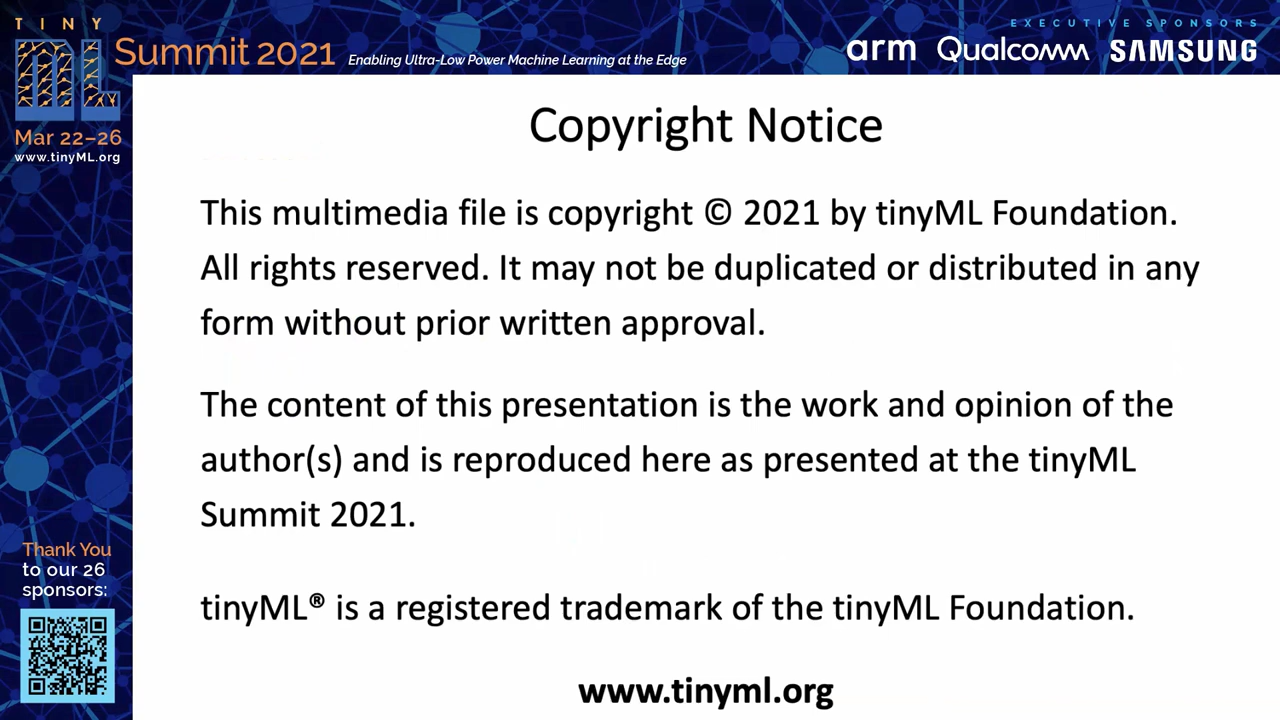 TINY
ML
Summit 2021
Enabling Ultra-Low Power Machine Learning at the Edge
EXECUTIVE SPONSORS
arm Qualcomm SAMSUNG
Mar 22–26
www.tinyML.org
Copyright Notice
This multimedia file is copyright © 2021 by tinyML Foundation.
All rights reserved. It may not be duplicated or distributed in any
form without prior written approval.
The content of this presentation is the work and opinion of the
author(s) and is reproduced here as presented at the tinyML
Summit 2021.
tinyML® is a registered trademark of the tinyML Foundation.
www.tinyml.org
Thank You
to our 26
sponsors: